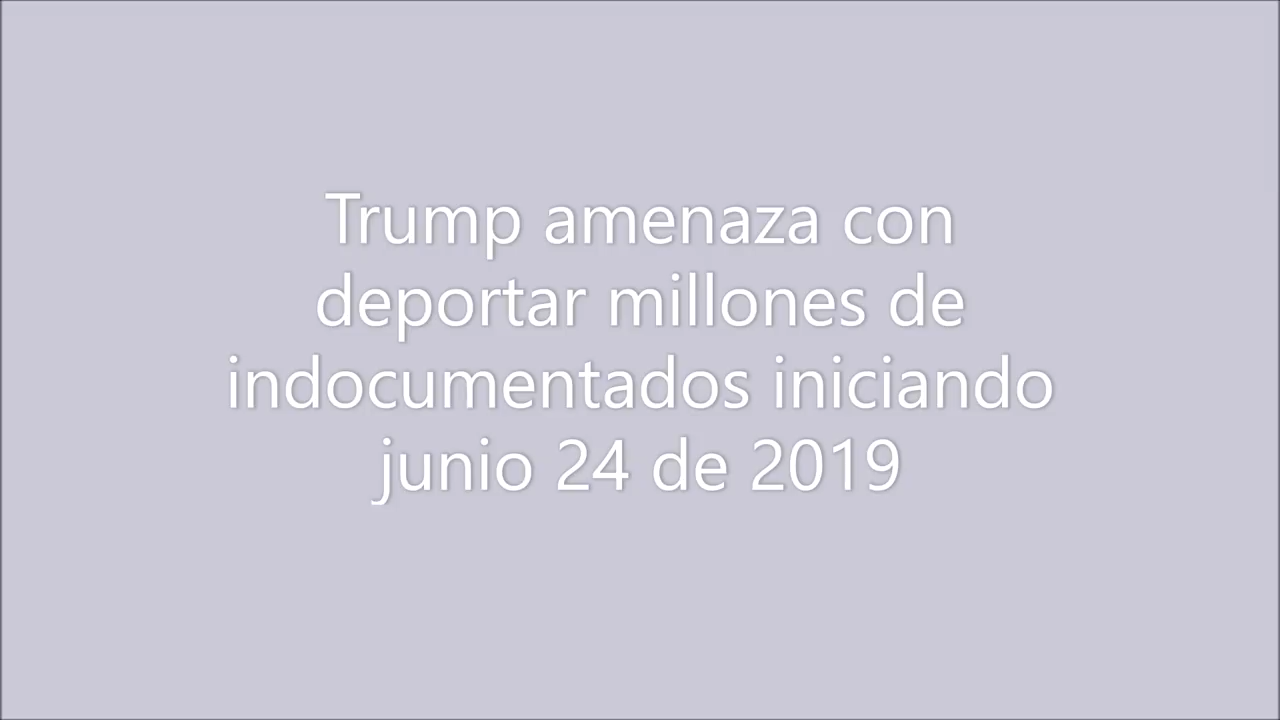 Trump amenaza con
deportar millones de
indocumentados iniciando
junio 24 de 2019